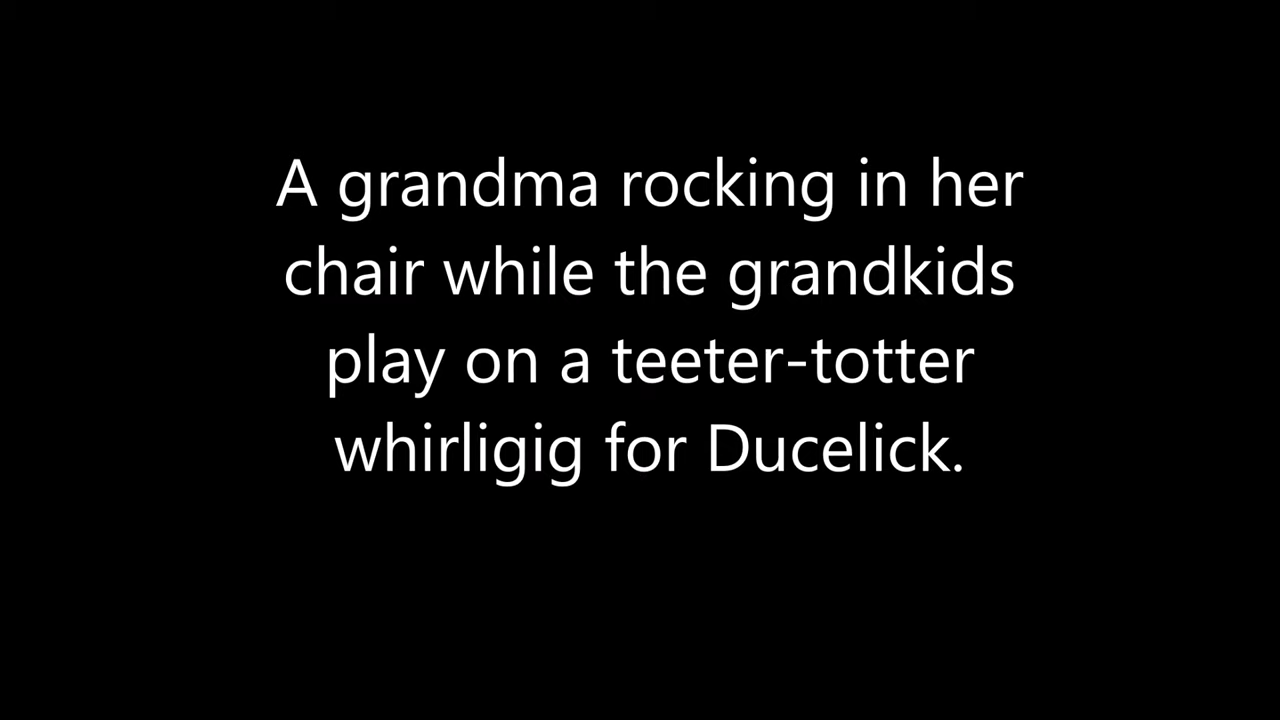 A grandma rocking in her
chair while the grandkids
play on a teeter-totter
whirligig for Ducelick.